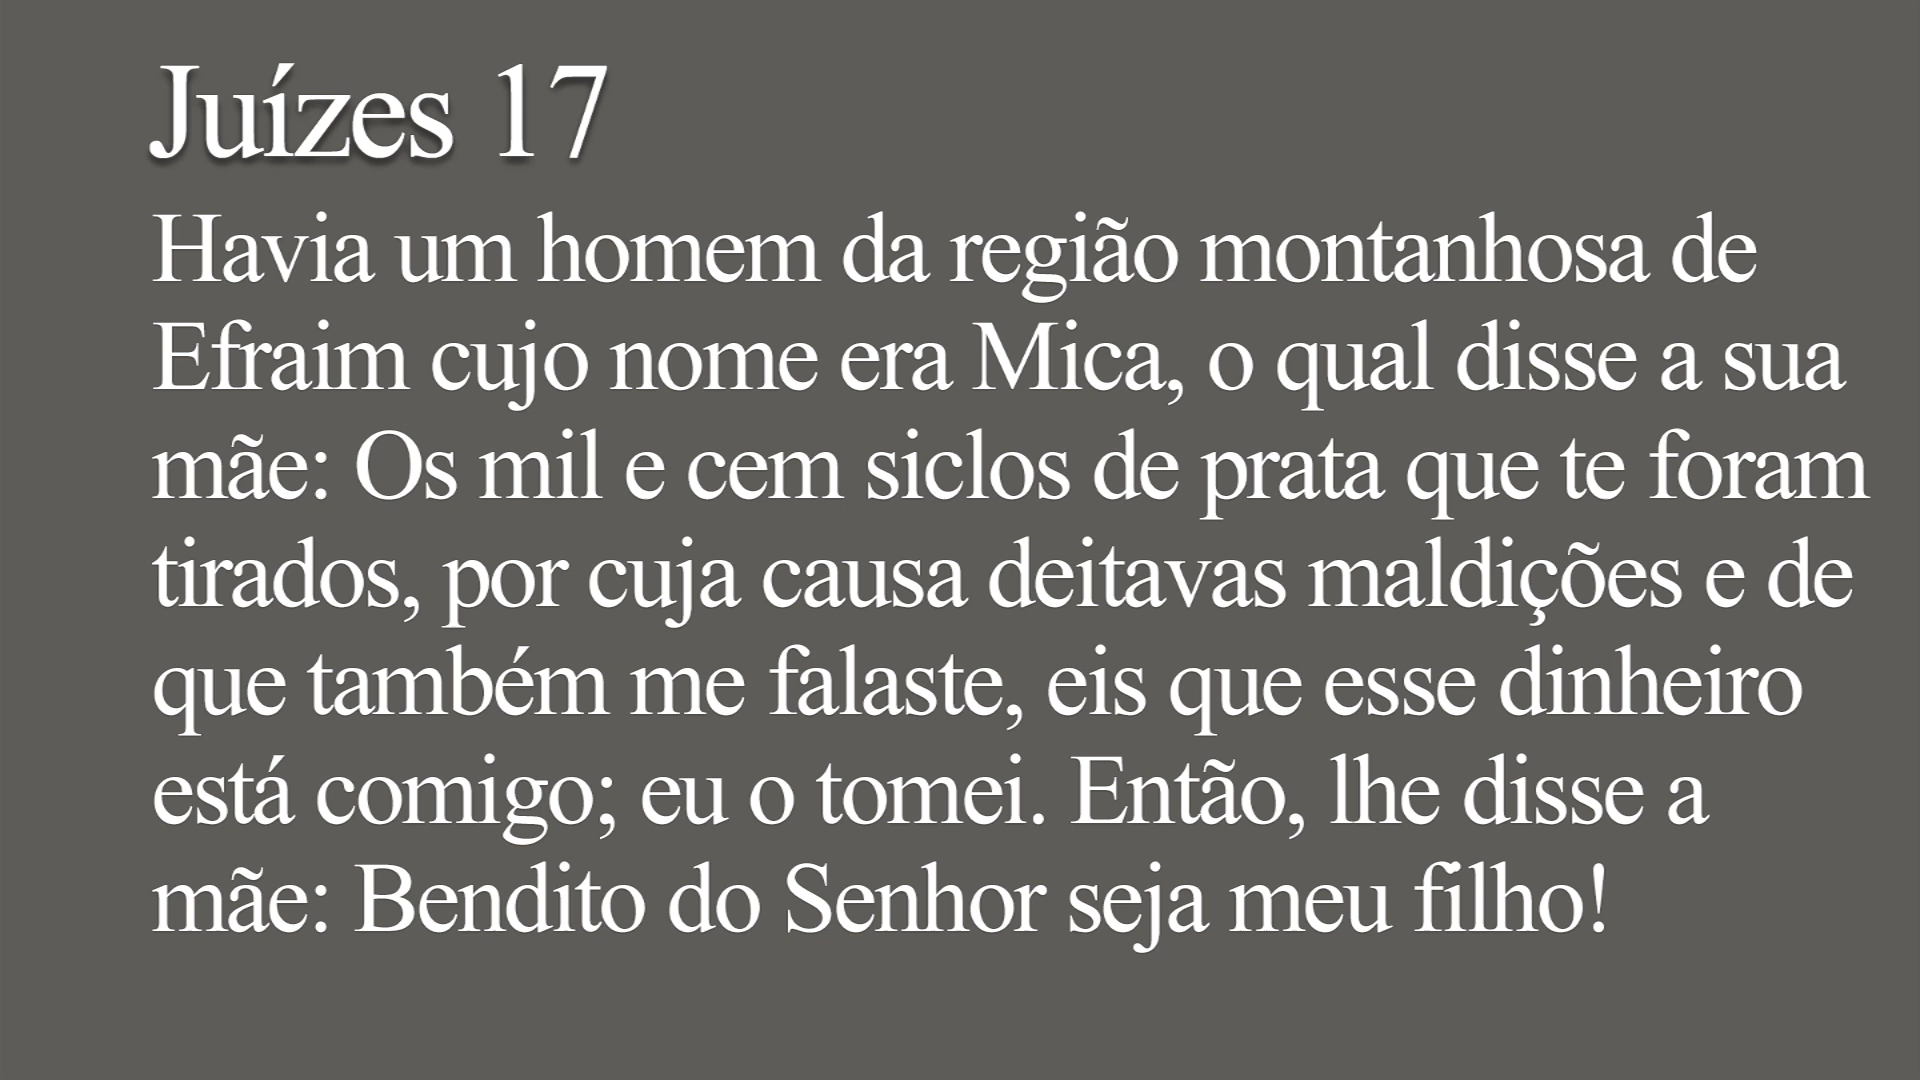 Juízes 17
Havia um homem da região montanhosa de
Efraim cujo nome era Mica, o qual disse a sua
mãe: Os mil e cem siclos de prata que te foram
tirados, por cuja causa deitavas maldições e de
que também me falaste, eis que esse dinheiro
está comigo; eu o tomei. Então, lhe disse a
mãe: Bendito do Senhor seja meu filho!